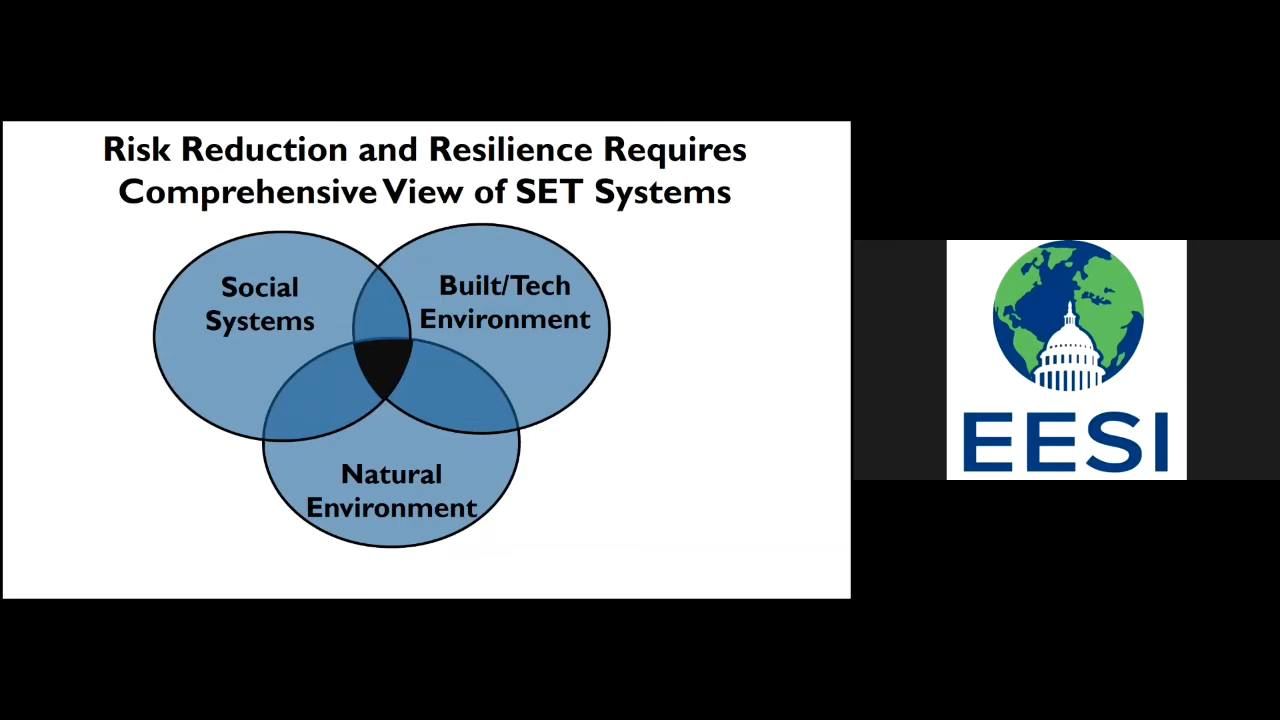 Risk Reduction and Resilience Requires
Comprehensive View of SET Systems
Social
Systems
Built/Tech
Environment
Natural
Environment
EESI